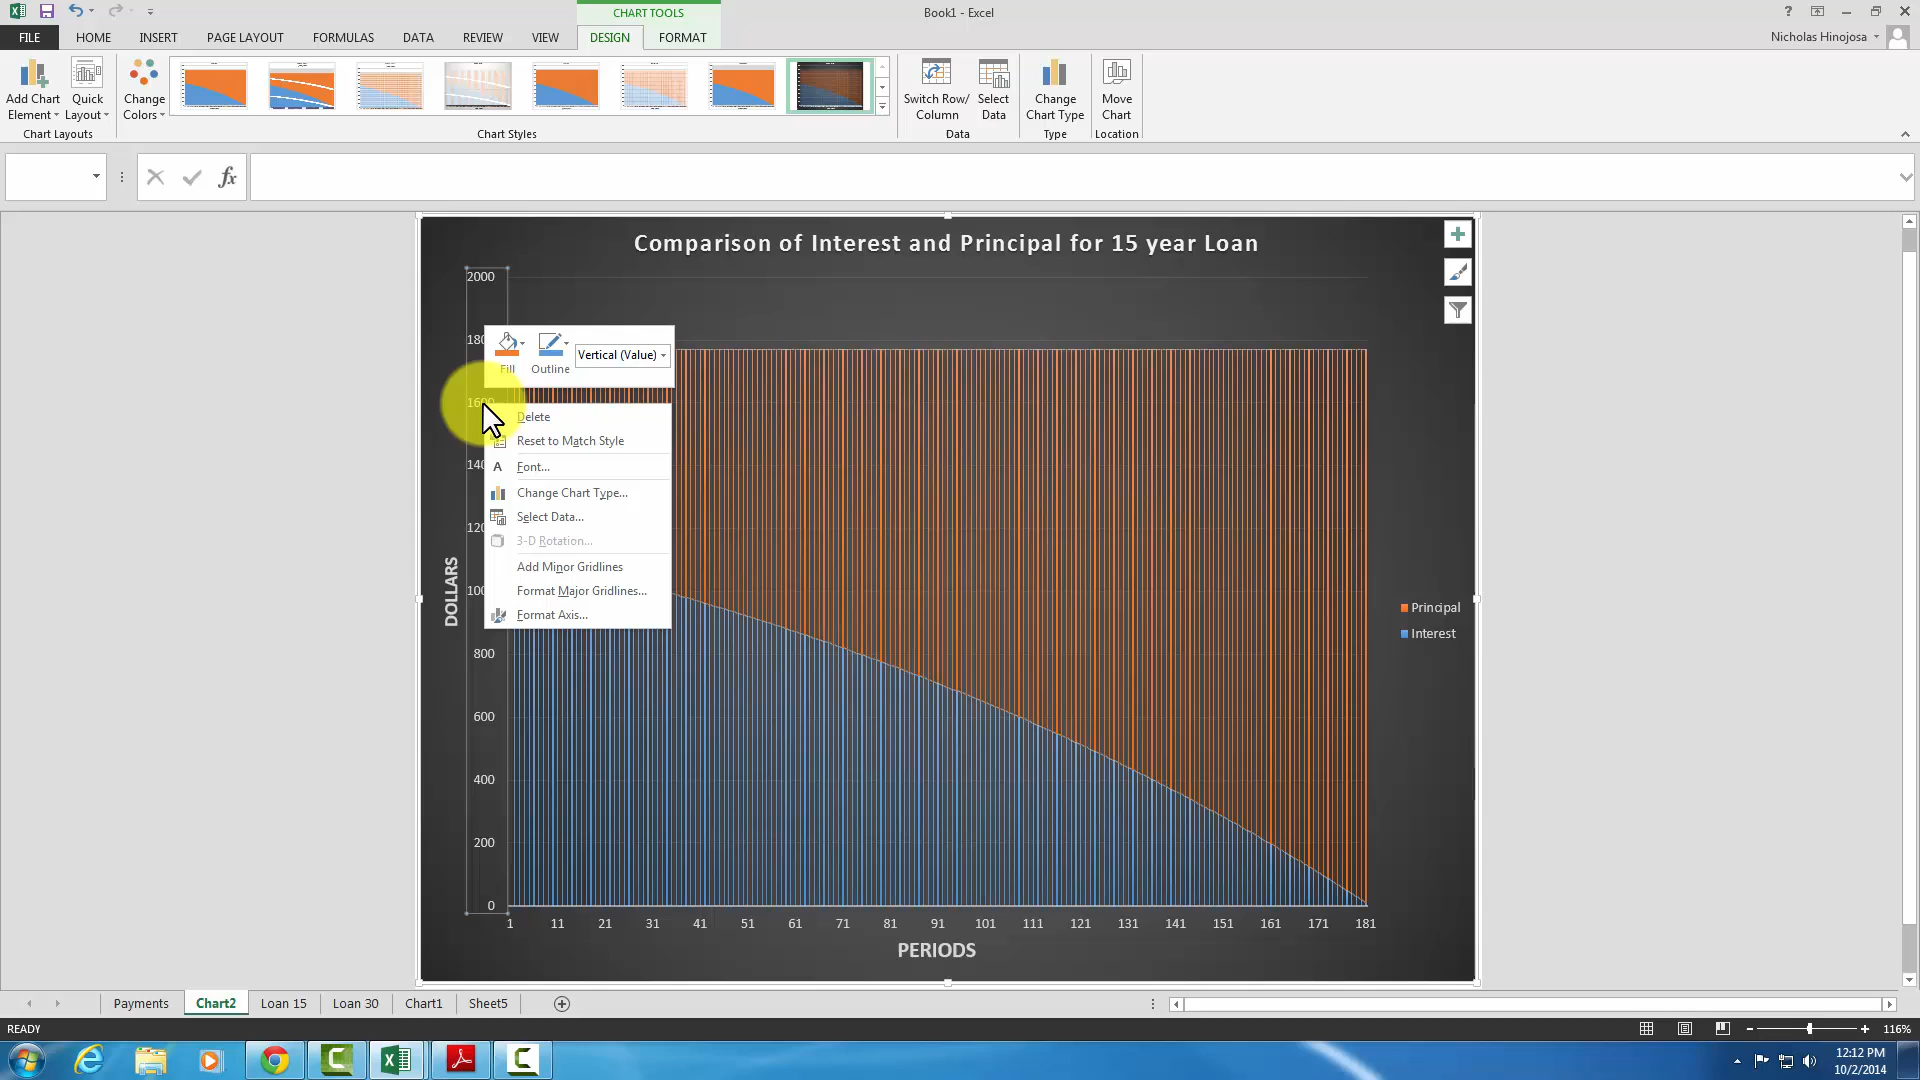 CHART TOOLS
Book1 - Excel
FILE HOME INSERT PAGE LAYOUT FORMULAS DATA REVIEW VIEW DESIGN FORMAT
Nicholas Hinojosa
Add Chart Element
Quick Layout
Change Colors
Switch Row/ Column
Select Data
Change Chart Type
Move Chart
Chart Layouts
Chart Styles
Data
Type
Location
fx
Comparison of Interest and Principal for 15 year Loan
2000
Fill
Outline
Vertical (Value)
Delete
Reset to Match Style
A Font...
Change Chart Type...
Select Data...
3-D Rotation...
Add Minor Gridlines
Format Major Gridlines...
Format Axis...
800
600
400
200
0
DOLLARS
1 11 21 31 41 51 61 71 81 91 101 111 121 131 141 151 161 171 181
PERIODS
Principal
Interest
Payments Chart2 Loan 15 Loan 30 Chart1 Sheet5
READY
116%
12:12 PM
10/2/2014